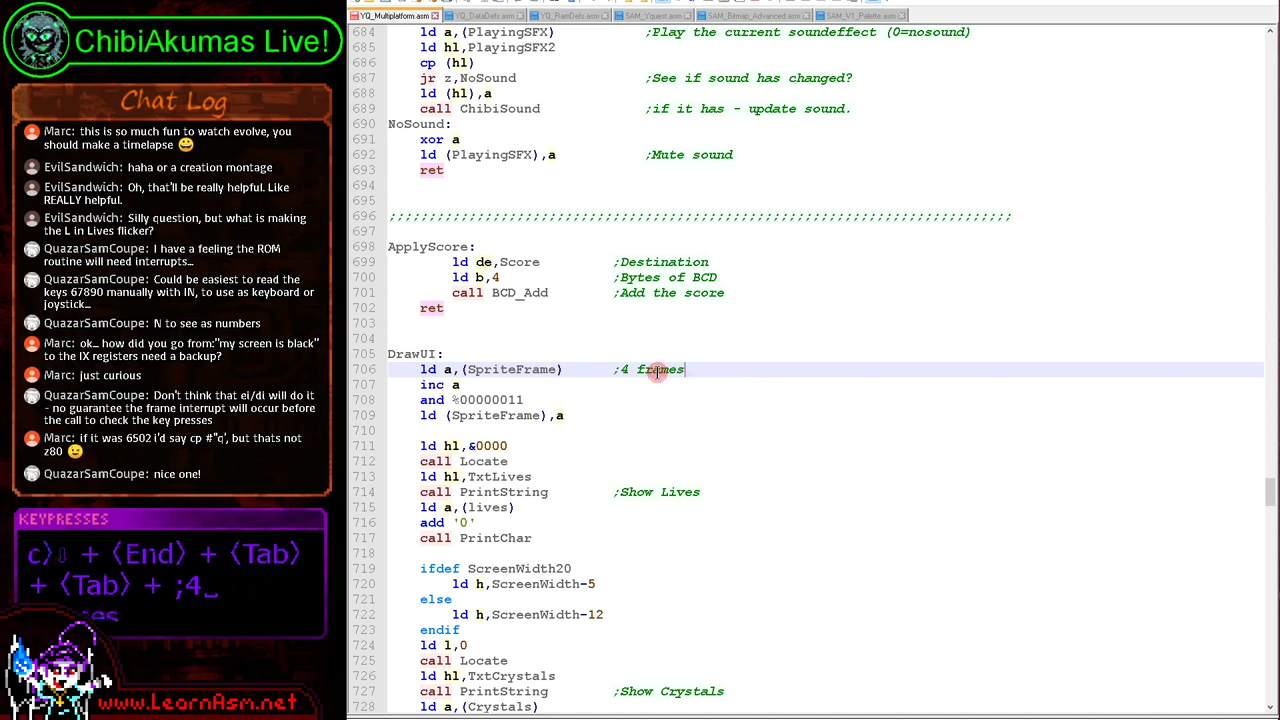 ChibiAkumas Live!
Chat Log
Marc: this is so much fun to watch evolve, you
should make a timelapse 😀
EvilSandwich: haha or a creation montage
EvilSandwich: Oh, that'll be really helpful. Like
REALLY helpful.
EvilSandwich: Silly question, but what is making
the L in Lives flicker?
QuazarSamCoupe: I have a feeling the ROM
routine will need interrupts...
QuazarSamCoupe: Could be easiest to read the
keys 67890 manually with IN, to use as keyboard or
joystick...
QuazarSamCoupe: N to see as numbers
Marc: ok... how did you go from:"my screen is black"
to the IX registers need a backup?
Marc: just curious
QuazarSamCoupe: Don't think that ei/di will do it
- no guarantee the frame interrupt will occur before
the call to check the key presses
Marc: if it was 6502 i'd say cp #"q', but thats not
z80 😉
QuazarSamCoupe: nice one!
KEYPRESSES
c〉⇩ + 〈End〉 + 〈Tab〉
+ 〈Tab〉 + ;4⎵
www.LearnAsm.net
YQ_Multiplatform.asm YQ_DataDefs.asm YQ_RamDefs.asm SAM_Yquest.asm SAM_Bitmap_Advanced.asm SAM_V1_Palette.asm
684 ld a,(PlayingSFX) ;Play the current soundeffect (0=nosound)
685 ld hl,PlayingSFX2
686 cp (hl)
687 jr z,NoSound ;See if sound has changed?
688 ld (hl),a
689 call ChibiSound ;if it has - update sound.
690 NoSound:
691 xor a
692 ld (PlayingSFX),a ;Mute sound
693 ret
694
695
696 ;;;;;;;;;;;;;;;;;;;;;;;;;;;;;;;;;;;;;;;;;;;;;;;;;;;;;;;;;;;;;;;;;;;;;;;;;;;;;;
697
698 ApplyScore:
699 ld de,Score ;Destination
700 ld b,4 ;Bytes of BCD
701 call BCD_Add ;Add the score
702 ret
703
704
705 DrawUI:
706 ld a,(SpriteFrame) ;4 frames
707 inc a
708 and %00000011
709 ld (SpriteFrame),a
710
711 ld hl,&0000
712 call Locate
713 ld hl,TxtLives
714 call PrintString ;Show Lives
715 ld a,(lives)
716 add '0'
717 call PrintChar
718
719 ifdef ScreenWidth20
720 ld h,ScreenWidth-5
721 else
722 ld h,ScreenWidth-12
723 endif
724 ld l,0
725 call Locate
726 ld hl,TxtCrystals
727 call PrintString ;Show Crystals
728 ld a,(Crystals)